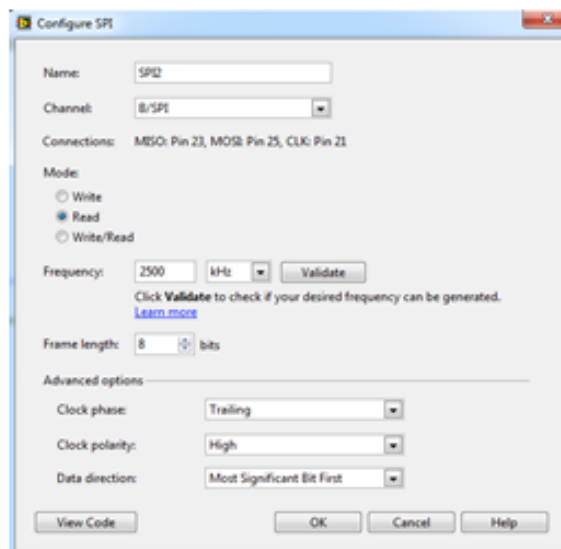 Configure SPI
Name: SPI2
Channel: B/SPI
Connections: MISO: Pin 23, MOSI: Pin 25, CLK: Pin 21
Mode:
Write
Read
Write/Read
Frequency: 2500 kHz Validate
Click Validate to check if your desired frequency can be generated.
Learn more
Frame length: 8 bits
Advanced options
Clock phase: Trailing
Clock polarity: High
Data direction: Most Significant Bit First
View Code OK Cancel Help